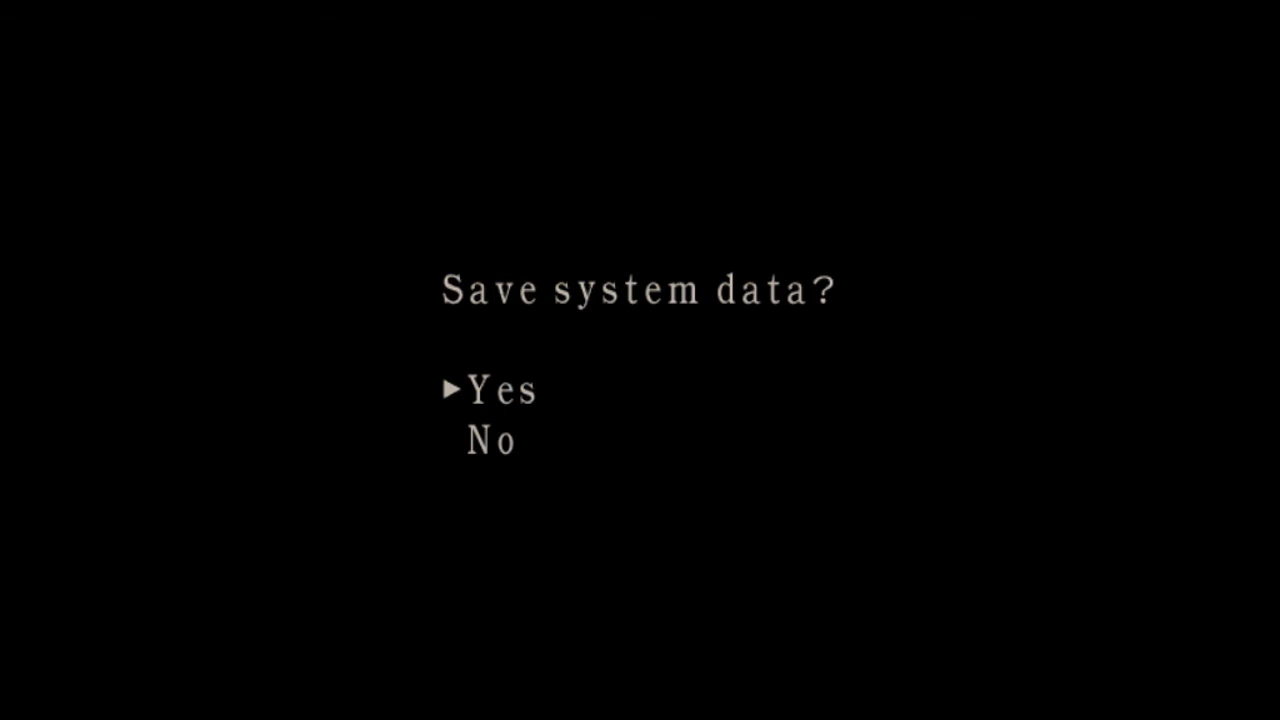 Save system data?
►Yes
No